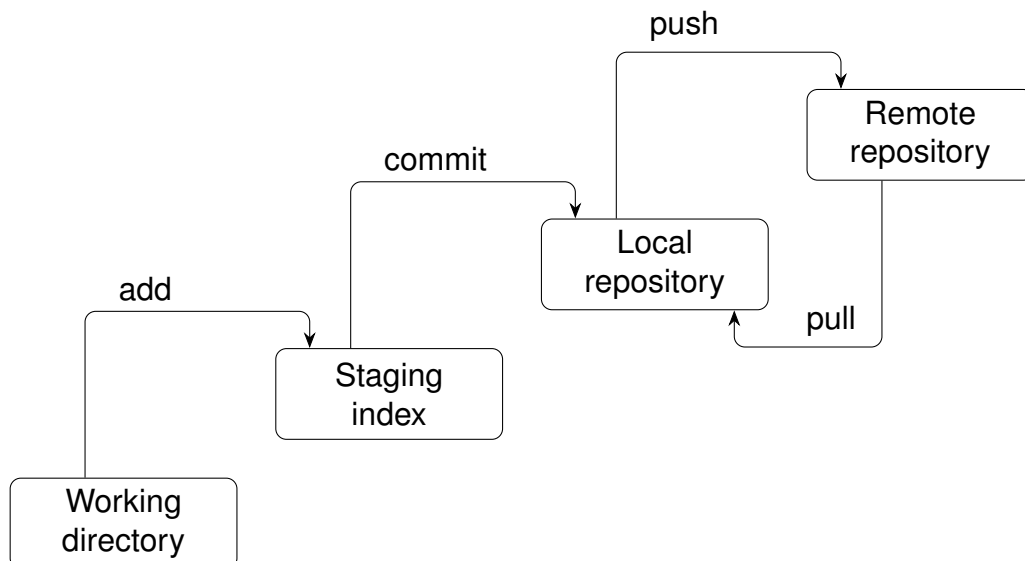 push
Remote
repository
commit
Local
repository
add
pull
Staging
index
Working
directory